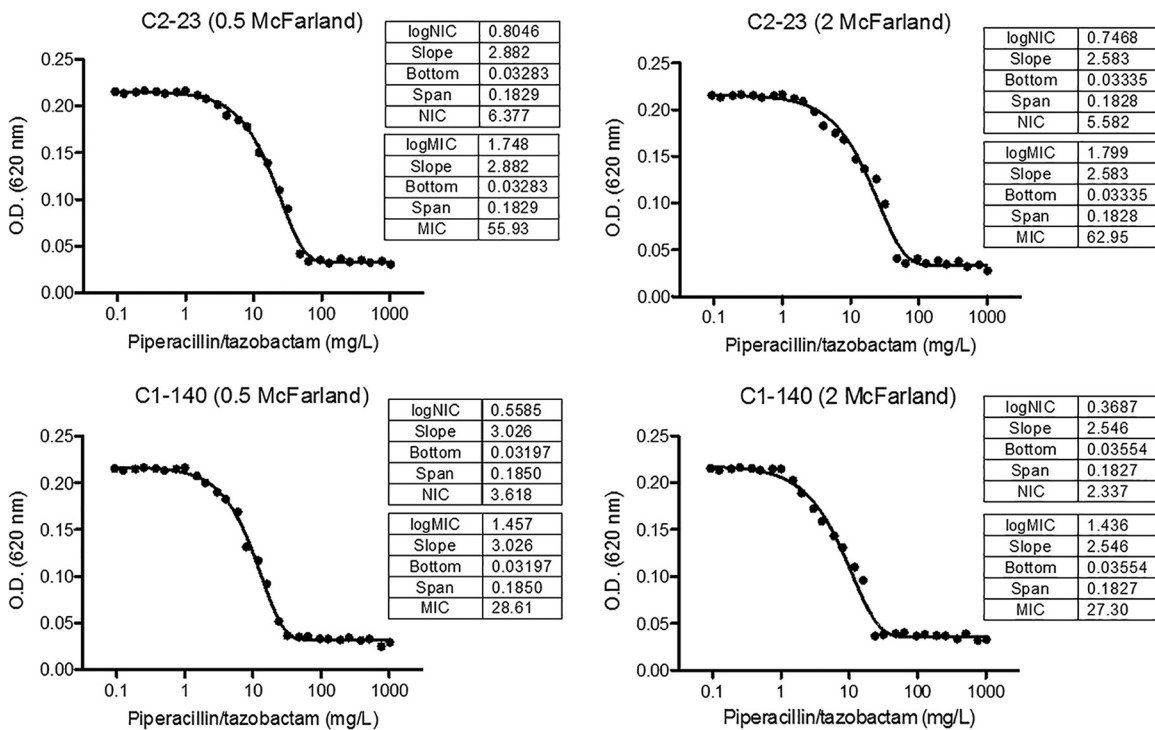 C2-23 (0.5 McFarland)
logNIC 0.8046
Slope 2.882
Bottom 0.03283
Span 0.1829
NIC 6.377
logMIC 1.748
Slope 2.882
Bottom 0.03283
Span 0.1829
MIC 55.93
O.D. (620 nm)
0.25
0.20
0.15
0.10
0.05
0.00
0.1 1 10 100 1000
Piperacillin/tazobactam (mg/L)
C2-23 (2 McFarland)
logNIC 0.7468
Slope 2.583
Bottom 0.03335
Span 0.1828
NIC 5.582
logMIC 1.799
Slope 2.583
Bottom 0.03335
Span 0.1828
MIC 62.95
O.D. (620 nm)
0.25
0.20
0.15
0.10
0.05
0.00
0.1 1 10 100 1000
Piperacillin/tazobactam (mg/L)
C1-140 (0.5 McFarland)
logNIC 0.5585
Slope 3.026
Bottom 0.03197
Span 0.1850
NIC 3.618
logMIC 1.457
Slope 3.026
Bottom 0.03197
Span 0.1850
MIC 28.61
O.D. (620 nm)
0.25
0.20
0.15
0.10
0.05
0.00
0.1 1 10 100 1000
Piperacillin/tazobactam (mg/L)
C1-140 (2 McFarland)
logNIC 0.3687
Slope 2.546
Bottom 0.03554
Span 0.1827
NIC 2.337
logMIC 1.436
Slope 2.546
Bottom 0.03554
Span 0.1827
MIC 27.30
O.D. (620 nm)
0.25
0.20
0.15
0.10
0.05
0.00
0.1 1 10 100 1000
Piperacillin/tazobactam (mg/L)